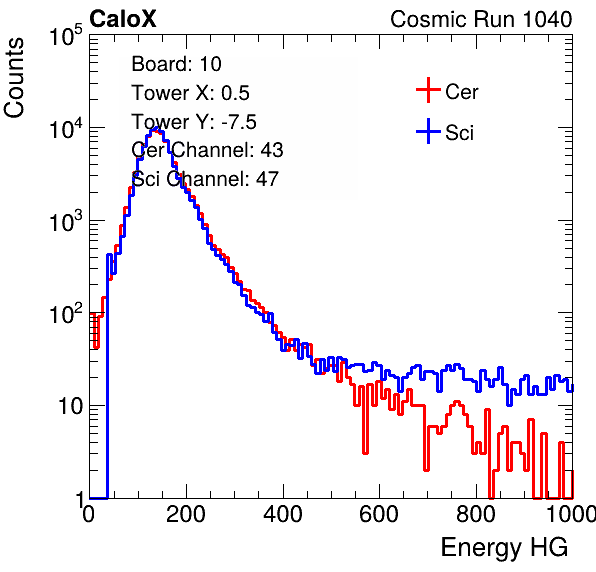 CaloX Cosmic Run 1040
Counts
10^5
10^4
10^3
10^2
10
1
Board: 10
Tower X: 0.5
Tower Y: -7.5
Cer Channel: 43
Sci Channel: 47
Cer
Sci
0 200 400 600 800 1000
Energy HG